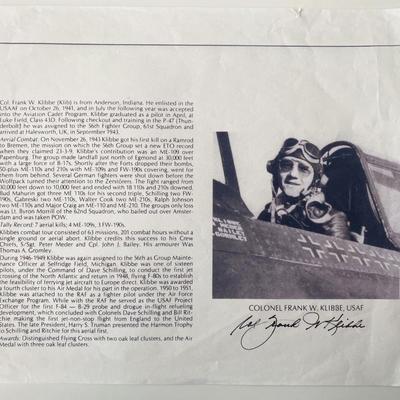 Col. Frank W. Klibbe (Klib) is from Anderson, Indiana. He enlisted in the
USAAF on October 26, 1941, and in July the following year was accepted
into the Aviation Cadet Program. Klibbe graduated as a pilot in April, at
Luke Field, Class 43D. Following checkout and training in the P-47 (Thun-
derbolt) he was assigned to the 56th Fighter Group, 61st Squadron and
arrived at Halesworth, UK, in September 1943.
Aerial Combat: On November 26, 1943 Klibbe got his first kill on a Ramrod
to Bremen, the mission on which the 56th Group set a new ETO record
when they claimed 23-3-9. Klibbe's contribution was an ME-109 over
Papenburg. The group made landfall just north of Egmond at 30,000 feet
with a large force of B-17s. Shortly after the Forts dropped their bombs,
50-plus ME-110s and 210s with ME-109s and FW-190s covering, went for
them from behind. Several German fighters were shot down before the
Wolfpack turned their attention to the Zerstorers. The fight ranged from
30,000 feet down to 10,000 feet and ended with 18 110s and 210s downed.
Bud Mahurin got three ME 110s for his second triple, Schilling two FW-
190s, Gabreski two ME-110s, Walter Cook two ME-210s, Ralph Johnson
two ME-110s and Major Craig an ME-110 and ME-210. The groups only loss
was Lt. Byron Morrill of the 62nd Squadron, who bailed out over Amster-
dam and was taken POW.
Tally Record: 7 aerial kills; 4 ME-109s, 3 FW-190s.
Klibbes combat tour consisted of 63 missions, 201 combat hours without a
single ground or aerial abort. Klibbe credits this success to his Crew
Chiefs, S/Sgt. Peter Meder and Cpl. John J. Bailey. His armourer was
Thomas A. Gromley.
During 1946-1949 Klibbe was again assigned to the 56th as Group Mainte-
nance Officer at Selfridge Field, Michigan. Klibbe was one of sixteen
pilots, under the Command of Dave Schilling, to conduct the first jet
crossing of the North Atlantic and return in 1948, flying F-80s to establish
the feasibility of ferrying jet aircraft to Europe direct. Klibbe was awarded
a fourth cluster to his Air Medal for his part in the operation. 1950 to 1951,
Klibbe was attached to the RAF as a fighter pilot under the Air Force
Exchange Program. While with the RAF he served as the USAF Project
Officer for the first F-84 — B-29 probe and drogue in-flight refueling
development, which concluded with Colonels Dave Schilling and Bill Rit-
chie making the first jet non-stop flight from England to the United
States. The late President, Harry S. Truman presented the Harmon Trophy
to Schilling and Ritchie for this aerial first.
Awards: Distinguished Flying Cross with two oak leaf clusters, and the Air
Medal with three oak leaf clusters.
COLONEL FRANK W. KLIBBE, USAF
Col Frank W Klibbe